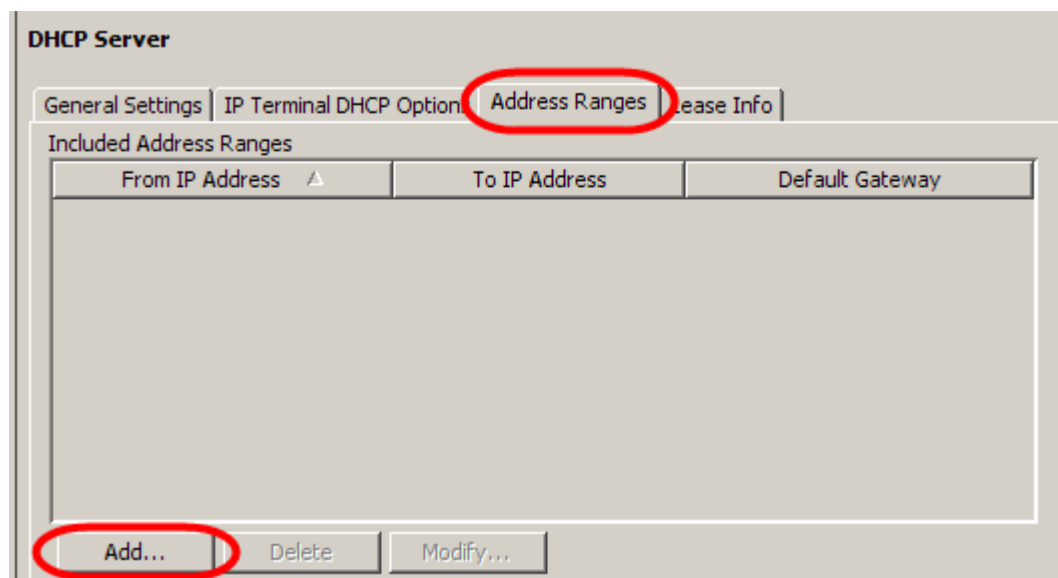 DHCP Server
General Settings IP Terminal DHCP Option Address Ranges ease Info
Included Address Ranges
From IP Address To IP Address Default Gateway
Add... Delete Modify...